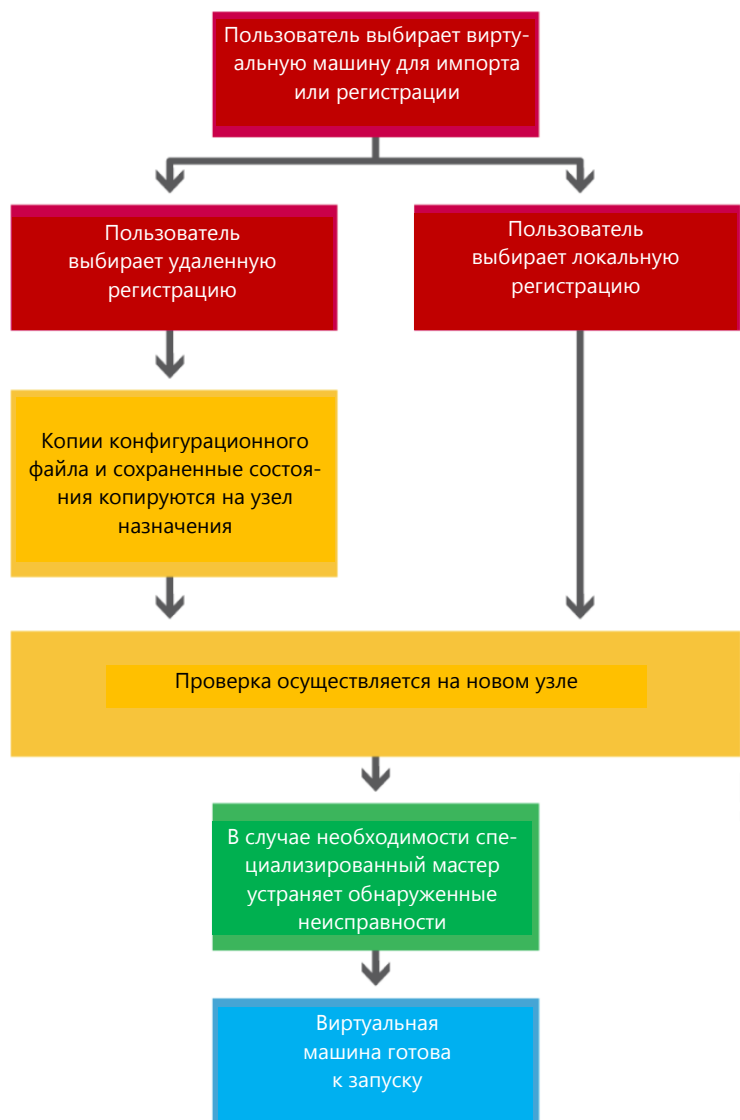 Пользователь выбирает вирту-
альную машину для импорта
или регистрации
Пользователь
выбирает удаленную
регистрацию
Пользователь
выбирает локальную
регистрацию
Копии конфигурационного
файла и сохраненные состоя-
ния копируются на узел
назначения
Проверка осуществляется на новом узле
В случае необходимости спе-
циализированный мастер
устраняет обнаруженные
неисправности
Виртуальная
машина готова
к запуску